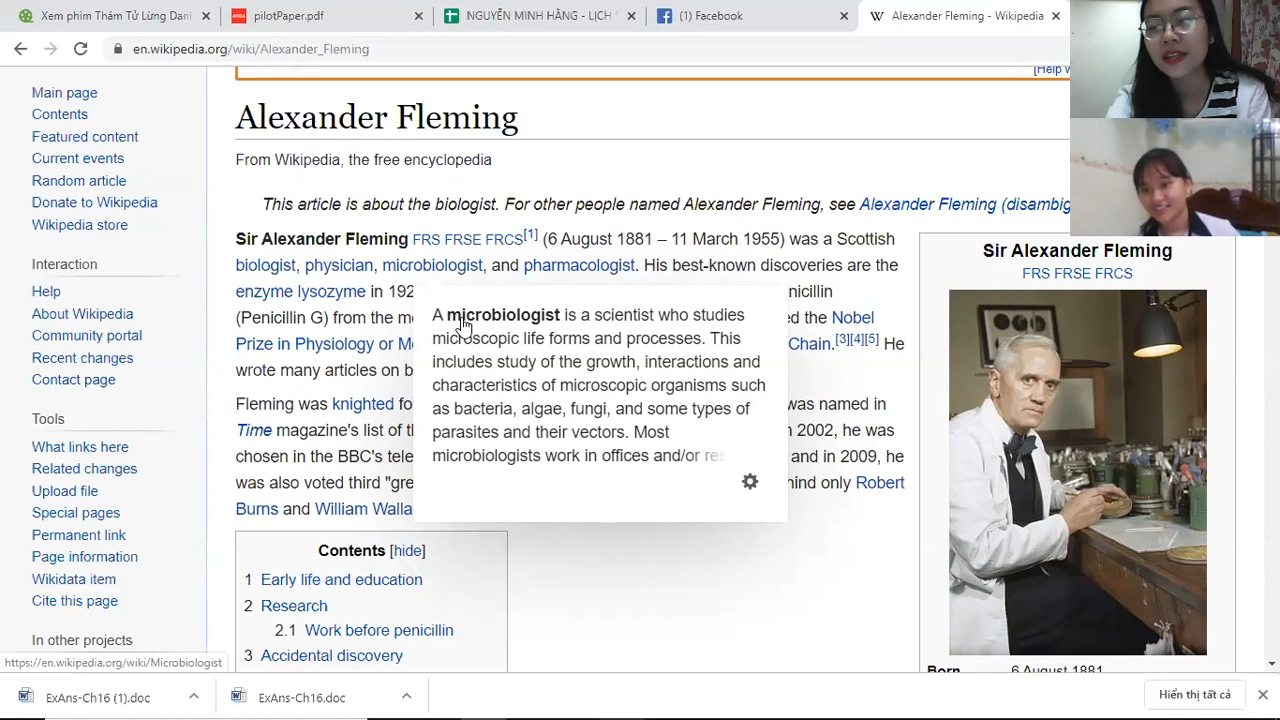 Xem phim Thám Tử Lừng Dan
pilotPaper.pdf
NGUYỄN MINH HẰNG - LỊCH
(1) Facebook
Alexander Fleming - Wikipedia
en.wikipedia.org/wiki/Alexander_Fleming
[Help w
Main page
Contents
Featured content
Current events
Random article
Donate to Wikipedia
Wikipedia store
Interaction
Help
About Wikipedia
Community portal
Recent changes
Contact page
Tools
What links here
Related changes
Upload file
Special pages
Permanent link
Page information
Wikidata item
Cite this page
In other projects
https://en.wikipedia.org/wiki/Microbiologist
Alexander Fleming
From Wikipedia, the free encyclopedia
This article is about the biologist. For other people named Alexander Fleming, see Alexander Fleming (disambig
Sir Alexander Fleming FRS FRSE FRCS[1] (6 August 1881 – 11 March 1955) was a Scottish
biologist, physician, microbiologist, and pharmacologist. His best-known discoveries are the
enzyme lysozyme in 192 nicillin
(Penicillin G) from the mo ed the Nobel
Prize in Physiology or Me Chain.[3][4][5] He
wrote many articles on b
Fleming was knighted fo was named in
Time magazine's list of th n 2002, he was
chosen in the BBC's tele and in 2009, he
was also voted third "gre hind only Robert
Burns and William Walla
A microbiologist is a scientist who studies
microscopic life forms and processes. This
includes study of the growth, interactions and
characteristics of microscopic organisms such
as bacteria, algae, fungi, and some types of
parasites and their vectors. Most
microbiologists work in offices and/or res
Contents [hide]
1 Early life and education
2 Research
2.1 Work before penicillin
3 Accidental discovery
Sir Alexander Fleming
FRS FRSE FRCS
Born 6 August 1881
ExAns-Ch16 (1).doc
ExAns-Ch16.doc
Hiển thị tất cả